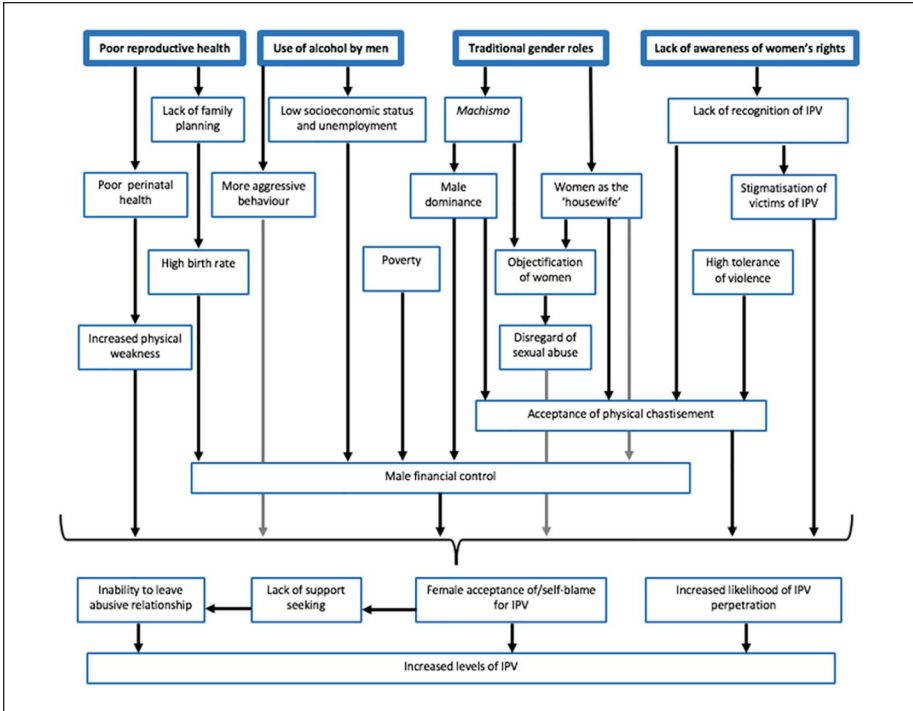 Poor reproductive health
Use of alcohol by men
Traditional gender roles
Lack of awareness of women's rights
Lack of family
planning
Low socioeconomic status
and unemployment
Machismo
Lack of recognition of IPV
Poor perinatal
health
More aggressive
behaviour
Male
dominance
Women as the
'housewife'
Stigmatisation of
victims of IPV
High birth rate
Poverty
Objectification
of women
High tolerance
of violence
Increased physical
weakness
Disregard of
sexual abuse
Acceptance of physical chastisement
Male financial control
Inability to leave
abusive relationship
Lack of support
seeking
Female acceptance of/self-blame
for IPV
Increased likelihood of IPV
perpetration
Increased levels of IPV